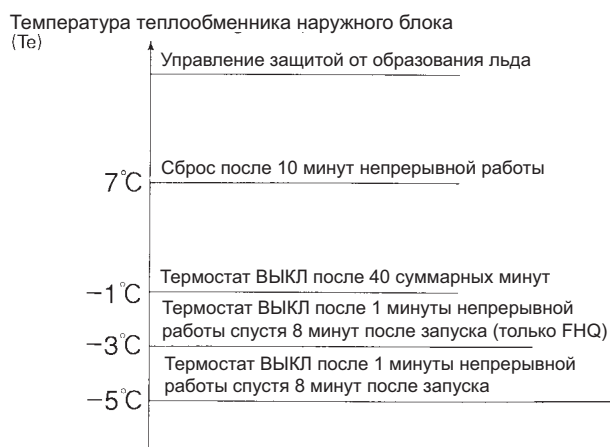 Температура теплообменника наружного блока
(Te)
Управление защитой от образования льда
Сброс после 10 минут непрерывной работы
7°C
Термостат ВЫКЛ после 40 суммарных минут
−1°C
Термостат ВЫКЛ после 1 минуты непрерывной
работы спустя 8 минут после запуска (только FHQ)
−3°C
Термостат ВЫКЛ после 1 минуты непрерывной
работы спустя 8 минут после запуска
−5°C